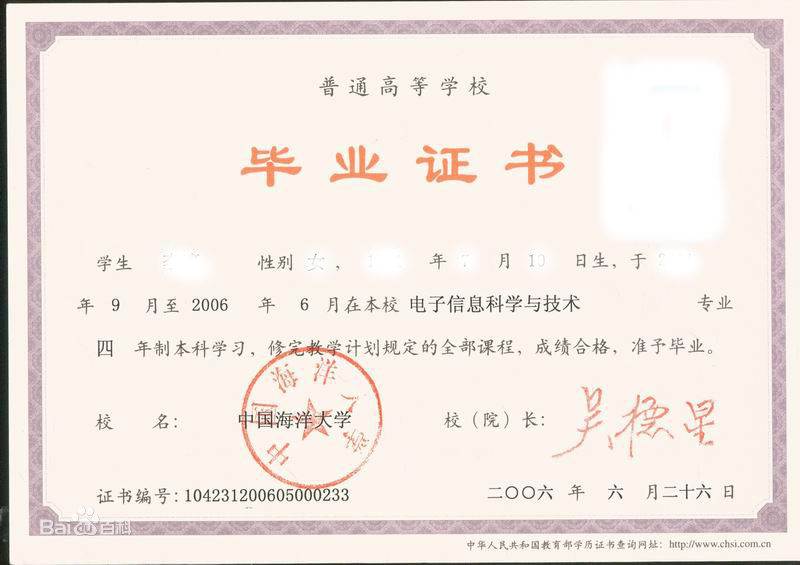 普通高等学校
毕业证书
学生 性别 女， 年 7 月 10 日生，于
年 9 月至 2006 年 6 月在本校 电子信息科学与技术 专业
四 年制本科学习，修完教学计划规定的全部课程，成绩合格，准予毕业。
校 名： 中国海洋大学 校（院）长：吴德星
中国海洋大学
证书编号：104231200605000233 二〇〇六 年 六 月二十六日
Bai百科
中华人民共和国教育部学历证书查询网址：http://www.chsi.com.cn